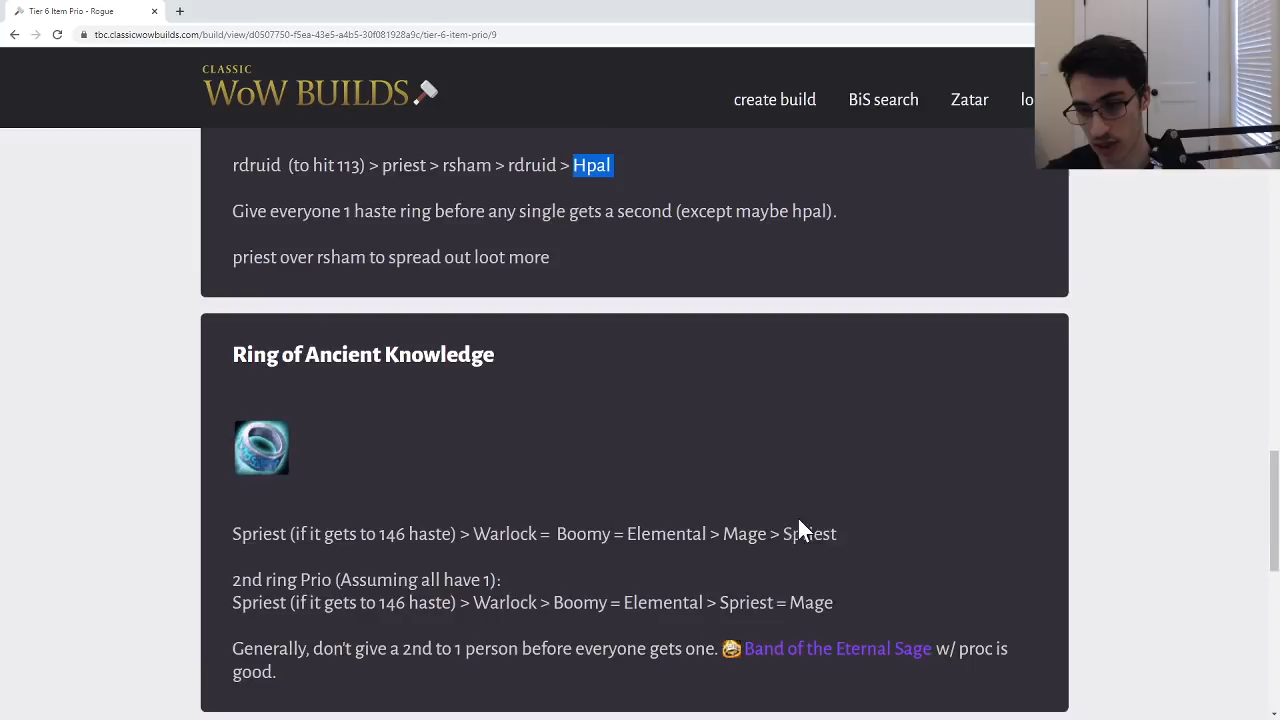 Tier 6 Item Prio - Rogue
tbc.classicwowbuilds.com/build/view/d0507750-f5ea-43e5-a4b5-30f081928a9c/tier-6-item-prio/9
CLASSIC
WoW BUILDS
create build BiS search Zatar lo
rdruid (to hit 113) > priest > rsham > rdruid > Hpal
Give everyone 1 haste ring before any single gets a second (except maybe hpal).
priest over rsham to spread out loot more
Ring of Ancient Knowledge
Spriest (if it gets to 146 haste) > Warlock = Boomy = Elemental > Mage > Spriest
2nd ring Prio (Assuming all have 1):
Spriest (if it gets to 146 haste) > Warlock > Boomy = Elemental > Spriest = Mage
Generally, don't give a 2nd to 1 person before everyone gets one. Band of the Eternal Sage w/ proc is
good.